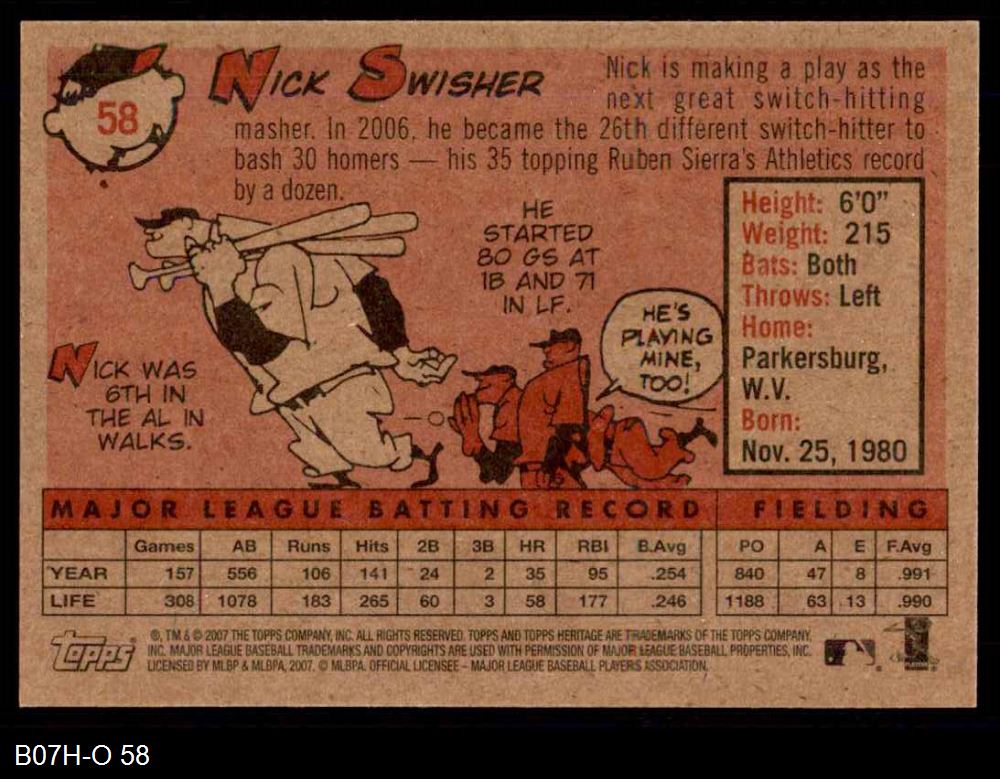 58
NICK SWISHER
Nick is making a play as the
next great switch-hitting
masher. In 2006, he became the 26th different switch-hitter to
bash 30 homers — his 35 topping Ruben Sierra's Athletics record
by a dozen.
HE
STARTED
80 GS AT
1B AND 71
IN LF.
HE'S
PLAYING
MINE,
TOO!
NICK WAS
6TH IN
THE AL IN
WALKS.
Height: 6'0"
Weight: 215
Bats: Both
Throws: Left
Home:
Parkersburg,
W.V.
Born:
Nov. 25, 1980
MAJOR LEAGUE BATTING RECORD FIELDING
Games AB Runs Hits 2B 3B HR RBI B.Avg PO A E F.Avg
YEAR 157 556 106 141 24 2 35 95 .254 840 47 8 .991
LIFE 308 1078 183 265 60 3 58 177 .246 1188 63 13 .990
Topps
®, TM & © 2007 THE TOPPS COMPANY, INC. ALL RIGHTS RESERVED. TOPPS AND TOPPS HERITAGE ARE TRADEMARKS OF THE TOPPS COMPANY,
INC. MAJOR LEAGUE BASEBALL TRADEMARKS AND COPYRIGHTS ARE USED WITH PERMISSION OF MAJOR LEAGUE BASEBALL PROPERTIES, INC.
LICENSED BY MLBP & MLBPA, 2007. © MLBPA. OFFICIAL LICENSEE – MAJOR LEAGUE BASEBALL PLAYERS ASSOCIATION.
B07H-O 58